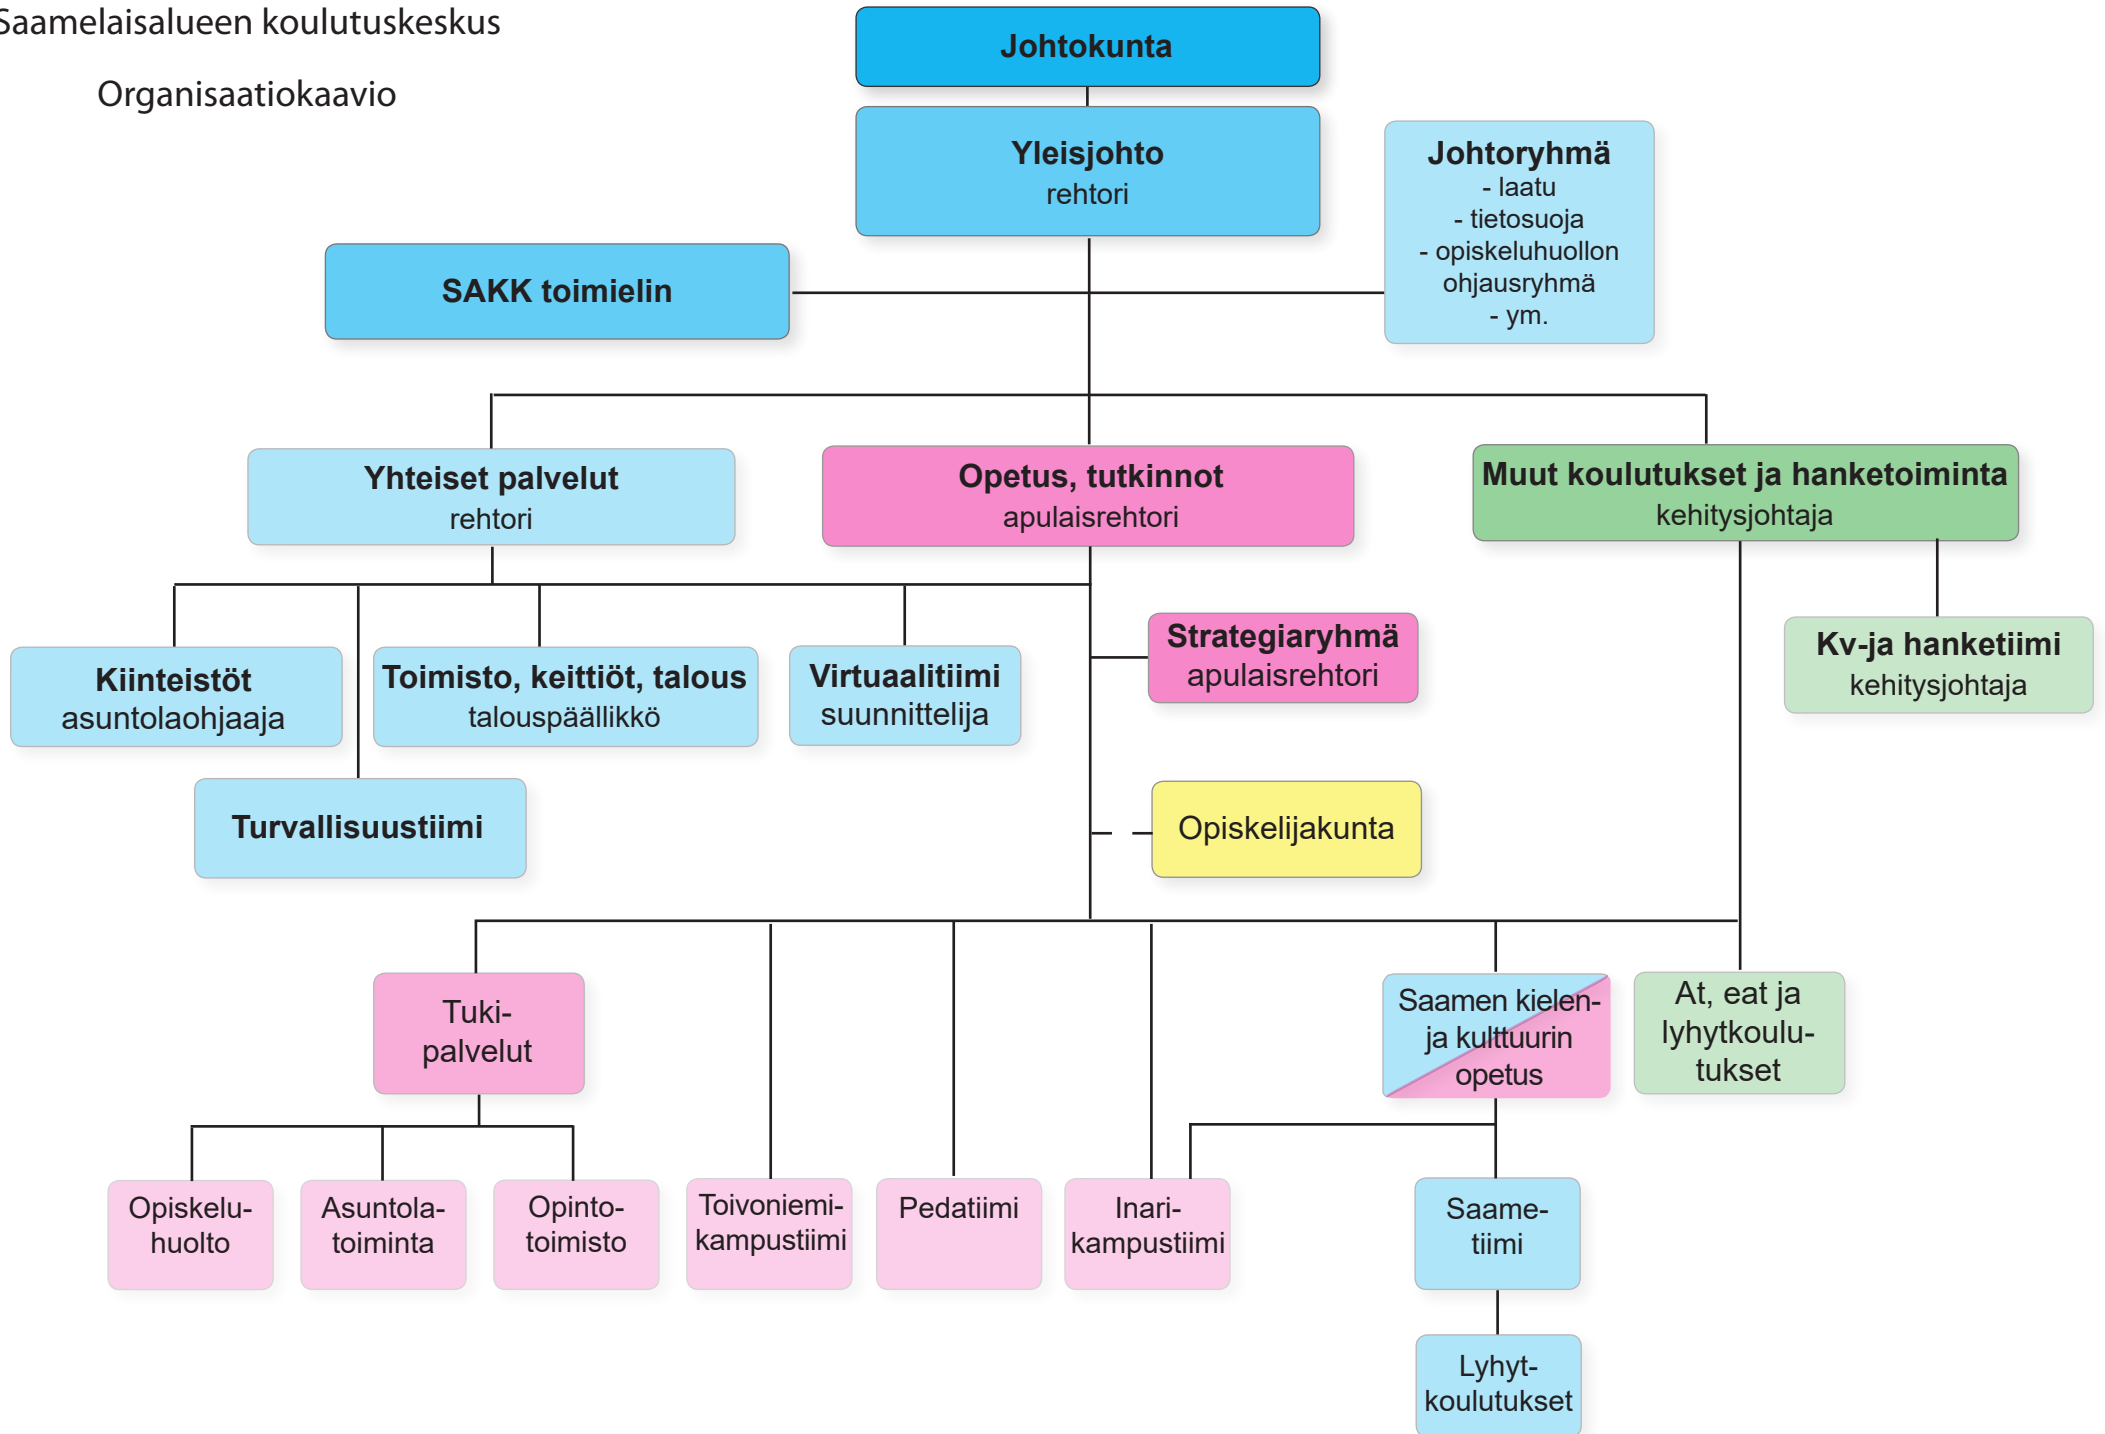 Saamelaisalueen koulutuskeskus
Organisaatiokaavio
Johtokunta
Yleisjohto
rehtori
Johtoryhmä
- laatu
- tietosuoja
- opiskeluhuollon
ohjausryhmä
- ym.
SAKK toimielin
Yhteiset palvelut
rehtori
Opetus, tutkinnot
apulaisrehtori
Muut koulutukset ja hanketoiminta
kehitysjohtaja
Kiinteistöt
asuntolaohjaaja
Toimisto, keittiöt, talous
talouspäällikkö
Virtuaalitiimi
suunnittelija
Strategiaryhmä
apulaisrehtori
Kv-ja hanketiimi
kehitysjohtaja
Turvallisuustiimi
Opiskelijakunta
Tuki-
palvelut
Saamen kielen-
ja kulttuurin
opetus
At, eat ja
lyhytkoulu-
tukset
Opiskelu-
huolto
Asuntola-
toiminta
Opinto-
toimisto
Toivoniemi-
kampustiimi
Pedatiimi
Inari-
kampustiimi
Saame-
tiimi
Lyhyt-
koulutukset